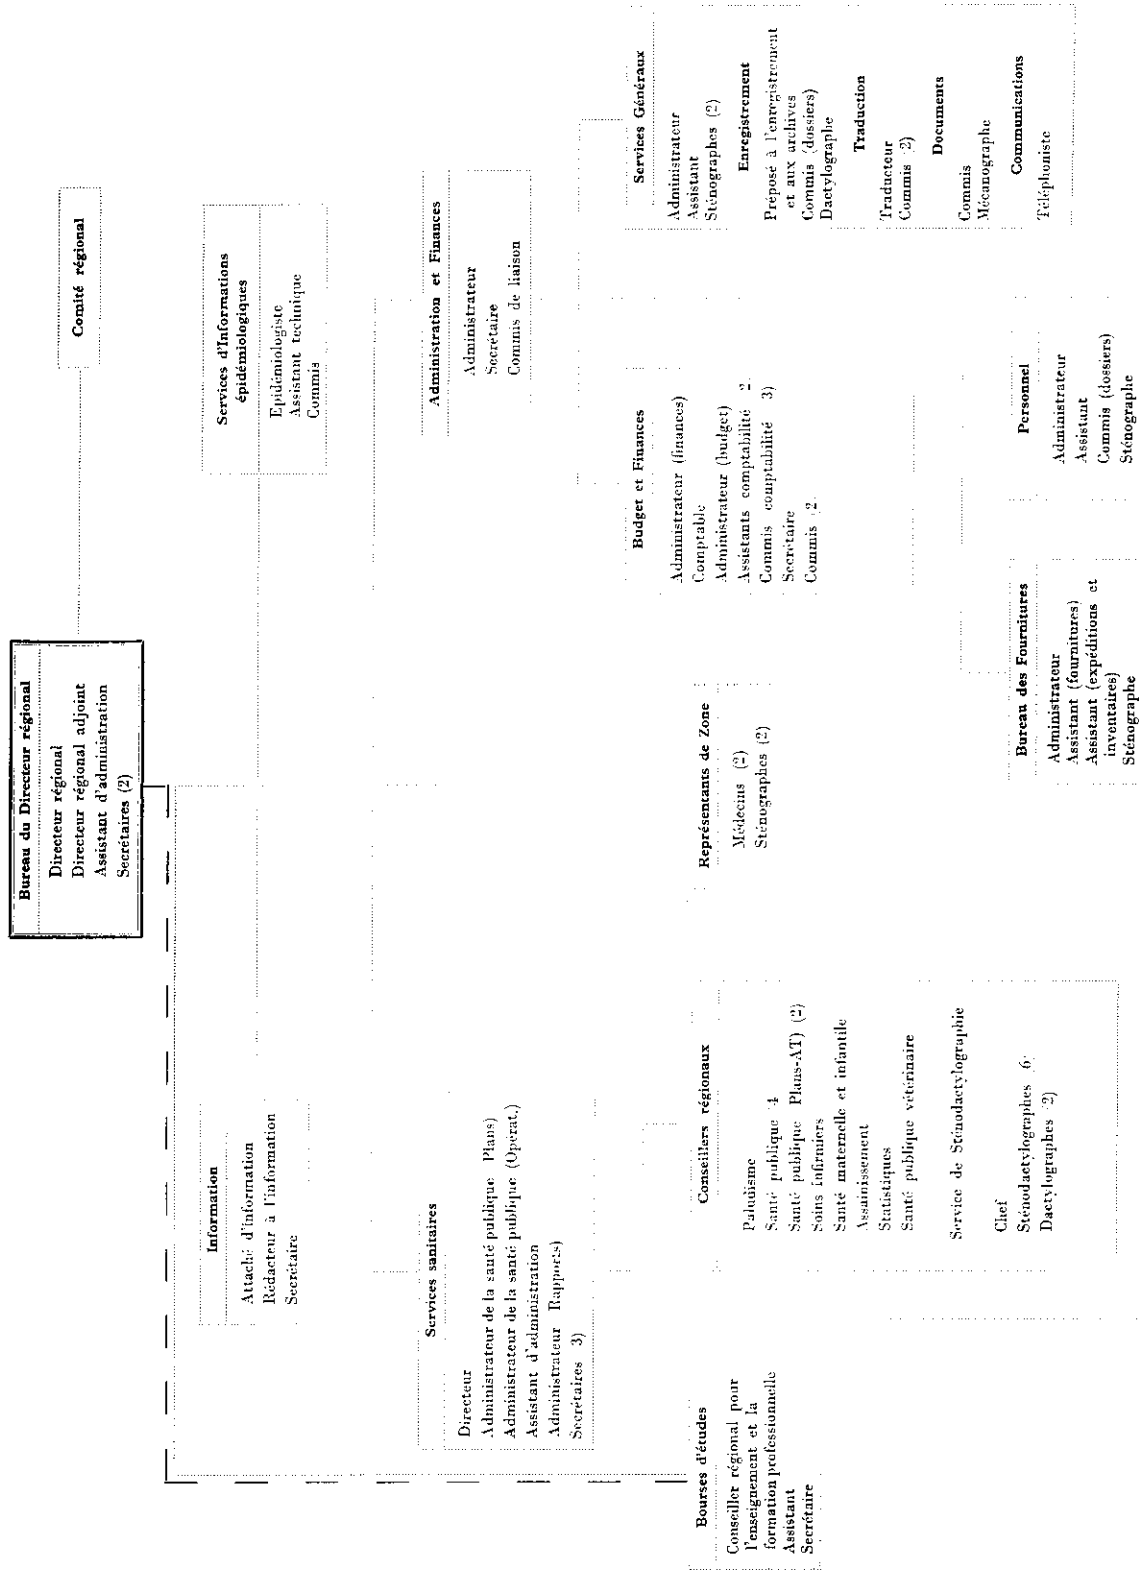 Bureau du Directeur régional
Directeur régional
Directeur régional adjoint
Assistant d'administration
Secrétaires (2)
Comité régional
Information
Attaché d'information
Rédacteur à l'information
Secrétaire
Services d'Informations
épidémiologiques
Epidémiologiste
Assistant technique
Commis
Services sanitaires
Directeur
Administrateur de la santé publique Plans)
Administrateur de la santé publique (Opérat.)
Assistant d'administration
Administrateur Rapports)
Secrétaires 3)
Administration et Finances
Administrateur
Secrétaire
Commis de liaison
Bourses d'études
Conseiller régional pour
l'enseignement et la
formation professionnelle
Assistant
Secrétaire
Conseillers régionaux
Paludisme
Santé publique 4
Santé publique Plans-AT) (2)
Soins Infirmiers
Santé maternelle et infantile
Assainissement
Statistiques
Santé publique vétérinaire
Service de Sténodactylographie
Chef
Sténodactylographes 6)
Dactylographes 2)
Représentants de Zone
Médecins (2)
Sténographes (2)
Budget et Finances
Administrateur (finances)
Comptable
Administrateur (budget)
Assistants comptabilité 2
Commis comptabilité 3)
Secrétaire
Commis 2
Services Généraux
Administrateur
Assistant
Sténographes (2)
Enregistrement
Préposé à l'enregistrement
et aux archives
Commis (dossiers)
Dactylographe
Traduction
Traducteur
Commis 2)
Documents
Commis
Mécanographe
Communications
Téléphoniste
Bureau des Fournitures
Administrateur
Assistant (fournitures)
Assistant (expéditions et
inventaires)
Sténographe
Personnel
Administrateur
Assistant
Commis (dossiers)
Sténographe